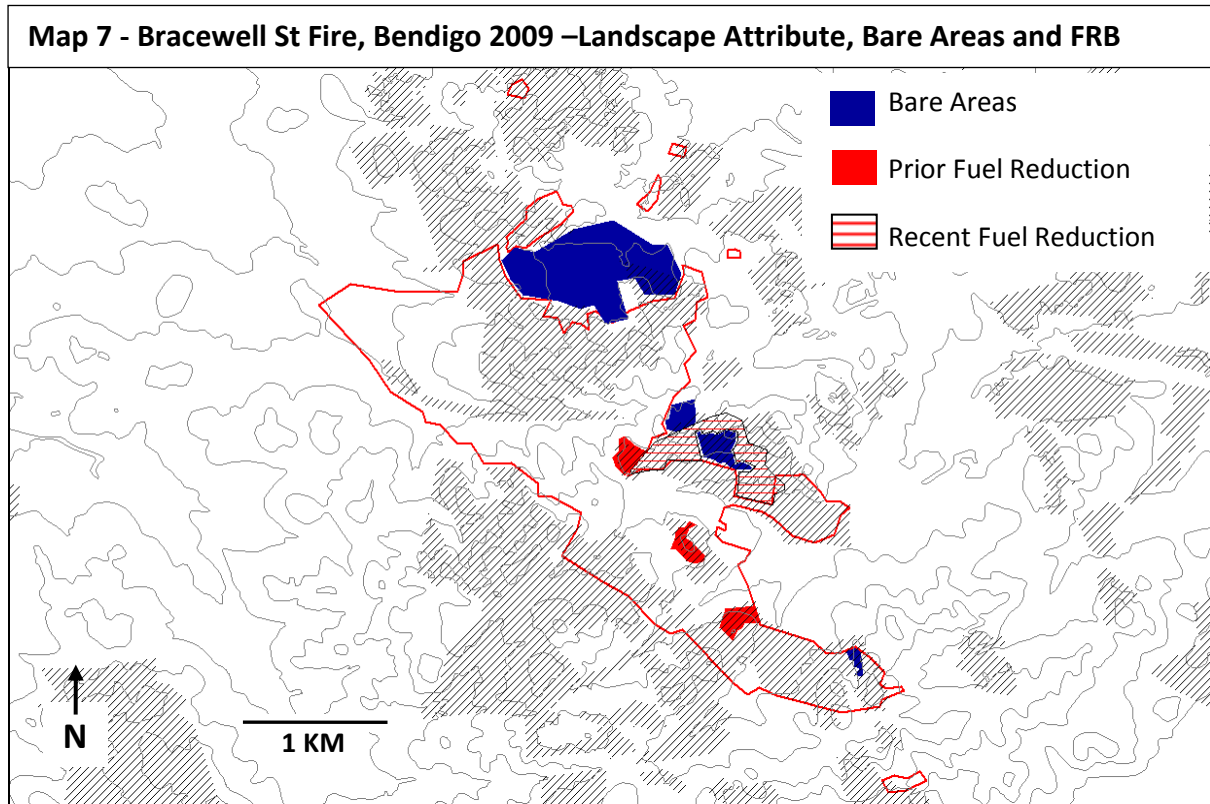 Map 7 - Bracewell St Fire, Bendigo 2009 –Landscape Attribute, Bare Areas and FRB
Bare Areas
Prior Fuel Reduction
Recent Fuel Reduction
N
1 KM